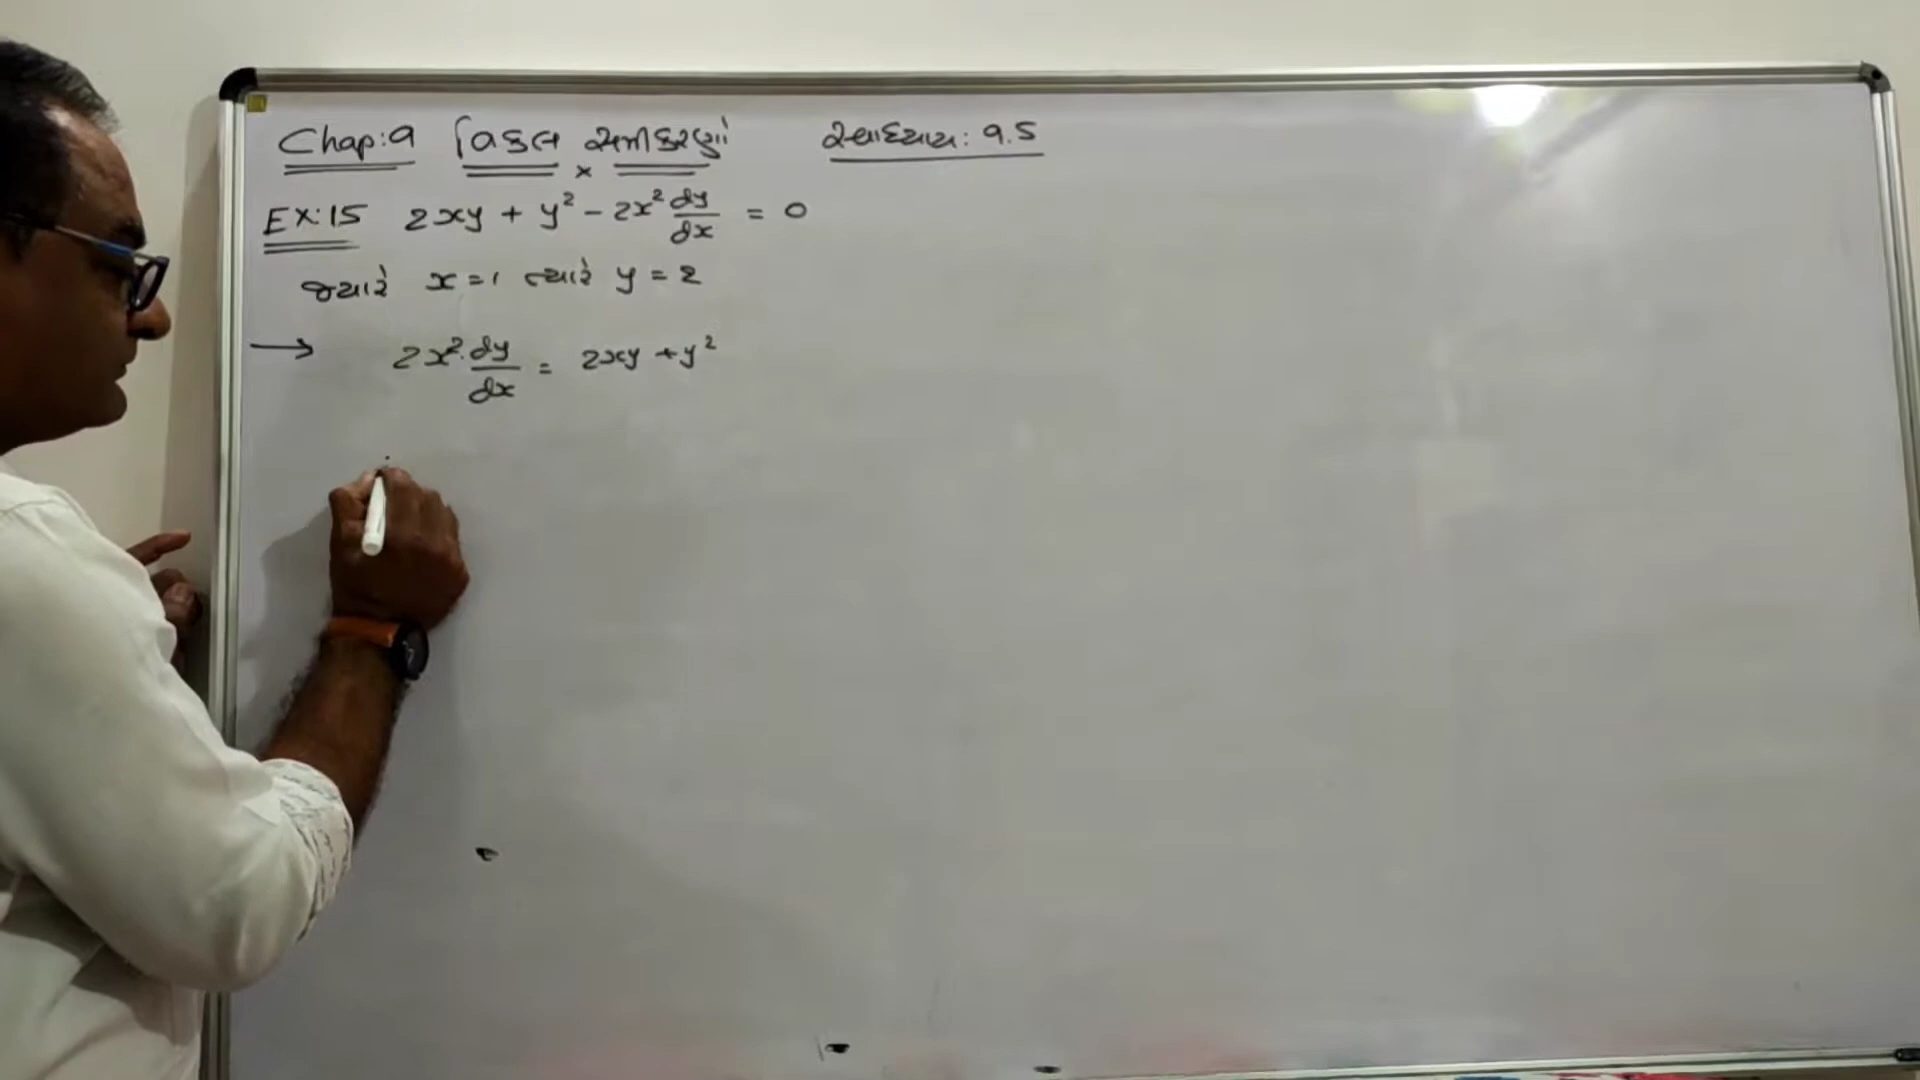 Chap:9 વિકલ સમીકરણો સ્વાધ્યાય: 9.5
Ex:15 2xy + y² - 2x² dy/dx = 0
જ્યારે x = 1 ત્યારે y = 2
→ 2x². dy/dx = 2xy + y²